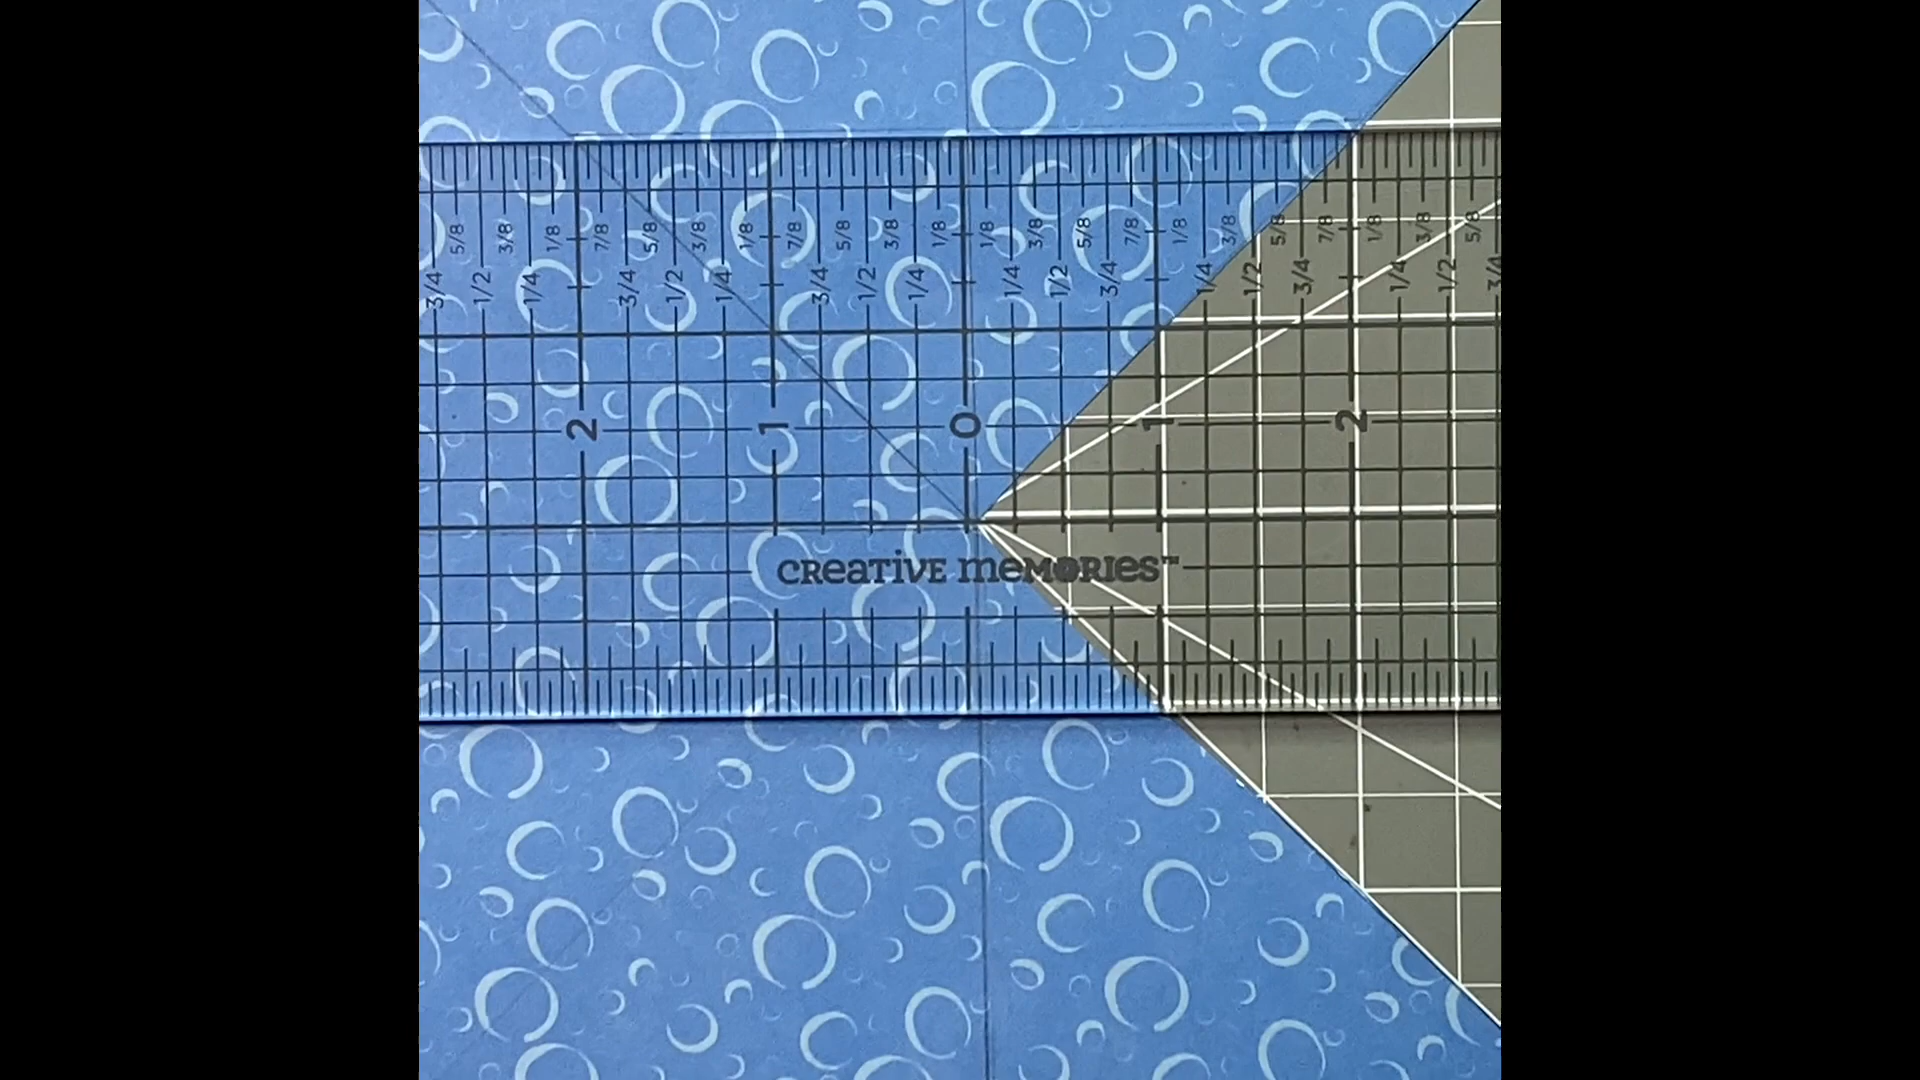 5/8 3/8 1/8 7/8 5/8 3/8 1/8 7/8 5/8 3/8 1/8 1/8 3/8 5/8 7/8 1/8 3/8 5/8 7/8 1/8 3/8 5/8
3/4 1/2 1/4 3/4 1/2 1/4 3/4 1/2 1/4 1/4 1/2 3/4 1/4 1/2 3/4 1/4 1/2 3/4
2 1 0 1 2
CReaTiVE meMORIes™